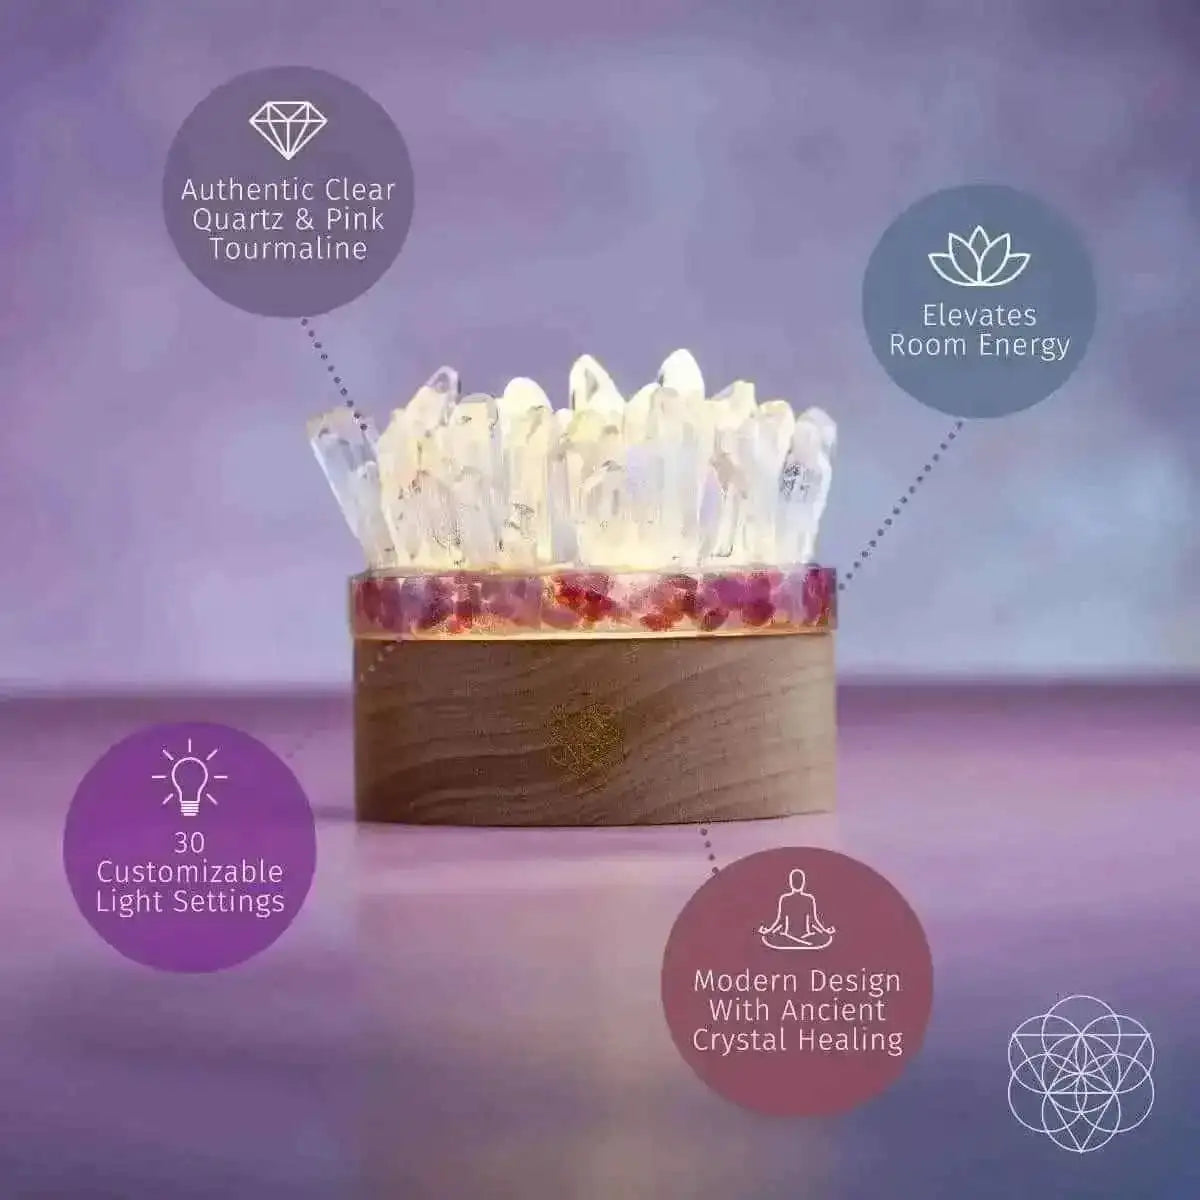 Authentic Clear
Quartz & Pink
Tourmaline
Elevates
Room Energy
30
Customizable
Light Settings
Modern Design
With Ancient
Crystal Healing